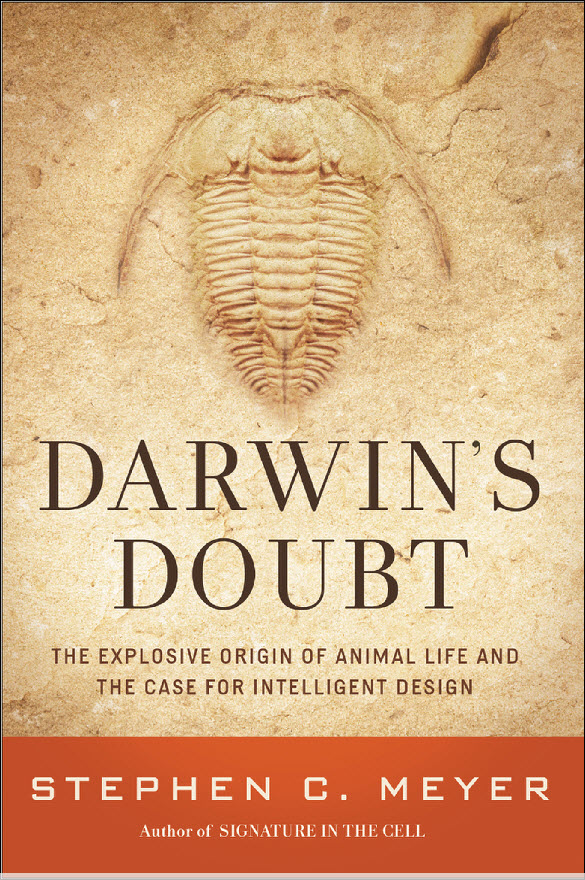 DARWIN'S
DOUBT
THE EXPLOSIVE ORIGIN OF ANIMAL LIFE AND
THE CASE FOR INTELLIGENT DESIGN
STEPHEN C. MEYER
Author of SIGNATURE IN THE CELL